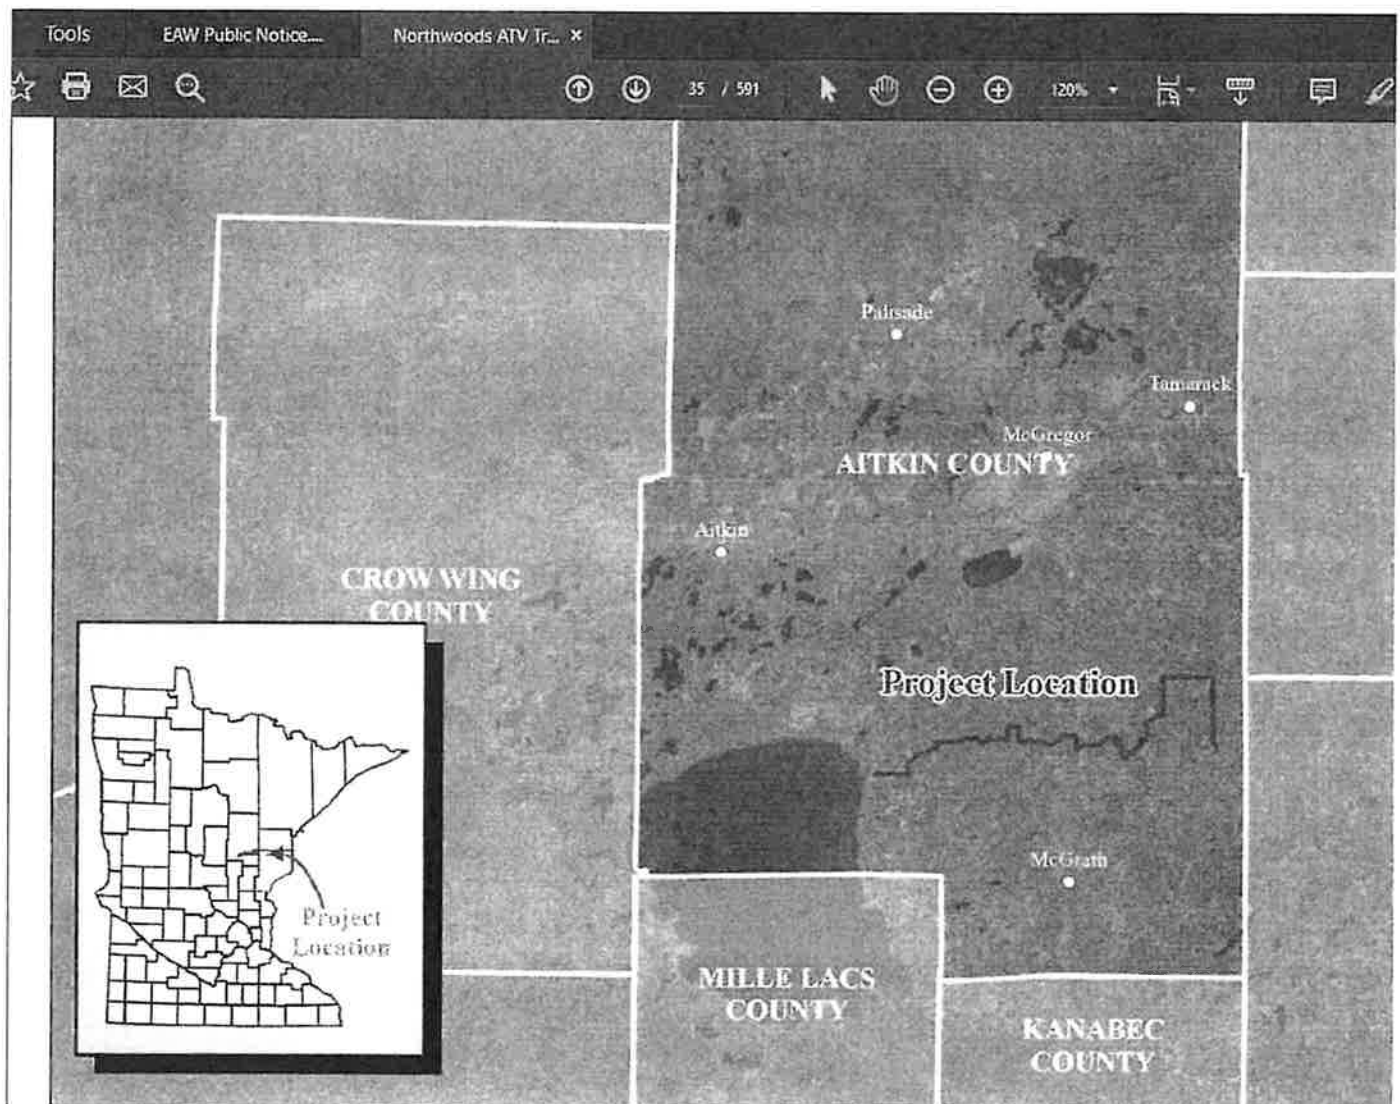 Tools
EAW Public Notice....
Northwoods ATV Tr... ×
35 / 591
120%
Palisade
Tamarack
McGregor
AITKIN COUNTY
Aitkin
CROW WING
COUNTY
Project Location
Project
Location
McGrath
MILLE LACS
COUNTY
KANABEC
COUNTY